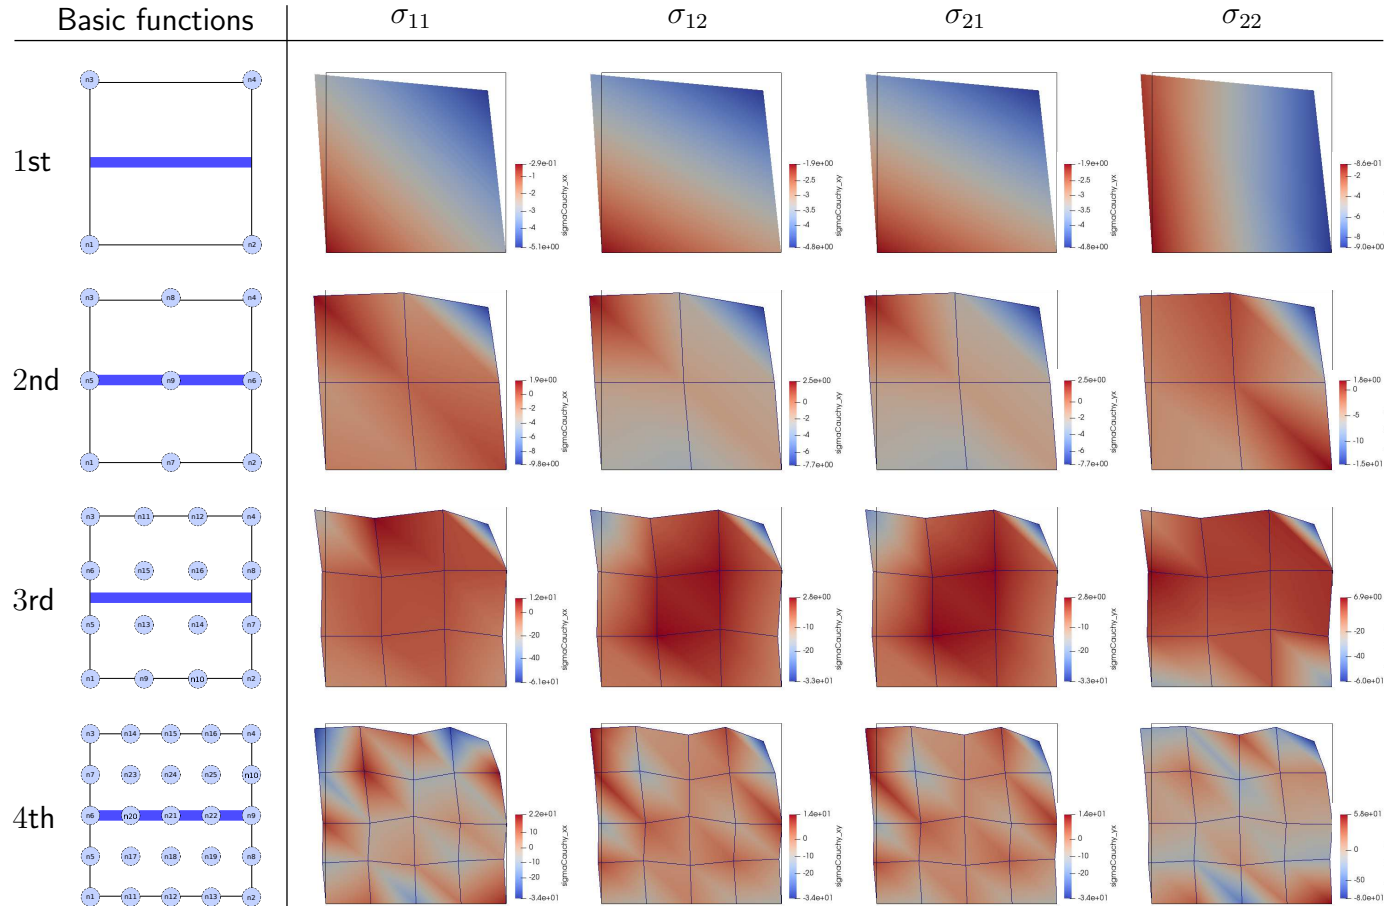 Basic functions σ11 σ12 σ21 σ22
1st
n3 n4
n1 n2
-2.9e-01 -1 -2 -3 -4 -5.1e+00 sigmaCauchy_xx
-1.9e+00 -2.5 -3 -3.5 -4 -4.8e+00 sigmaCauchy_xy
-1.9e+00 -2.5 -3 -3.5 -4 -4.8e+00 sigmaCauchy_yx
-8.6e-01 -2 -4 -6 -8 -9.0e+00
2nd
n3 n8 n4
n5 n9 n6
n1 n7 n2
1.9e+00 0 -2 -4 -6 -8 -9.8e+00 sigmaCauchy_xx
2.5e+00 0 -2 -4 -6 -7.7e+00 sigmaCauchy_xy
2.5e+00 0 -2 -4 -6 -7.7e+00 sigmaCauchy_yx
1.8e+00 0 -5 -10 -1.5e+01
3rd
n3 n11 n12 n4
n6 n15 n16 n8
n5 n13 n14 n7
n1 n9 n10 n2
1.2e+01 0 -20 -40 -6.1e+01 sigmaCauchy_xx
2.8e+00 -10 -20 -3.3e+01 sigmaCauchy_xy
2.8e+00 -10 -20 -3.3e+01 sigmaCauchy_yx
6.9e+00 -20 -40 -6.0e+01
4th
n3 n14 n15 n16 n4
n7 n23 n24 n25 n10
n6 n20 n21 n22 n9
n5 n17 n18 n19 n8
n1 n11 n12 n13 n2
2.2e+01 10 0 -10 -20 -3.4e+01 sigmaCauchy_xx
1.6e+01 0 -10 -20 -3.4e+01 sigmaCauchy_xy
1.6e+01 0 -10 -20 -3.4e+01 sigmaCauchy_yx
5.8e+01 0 -50 -8.0e+01